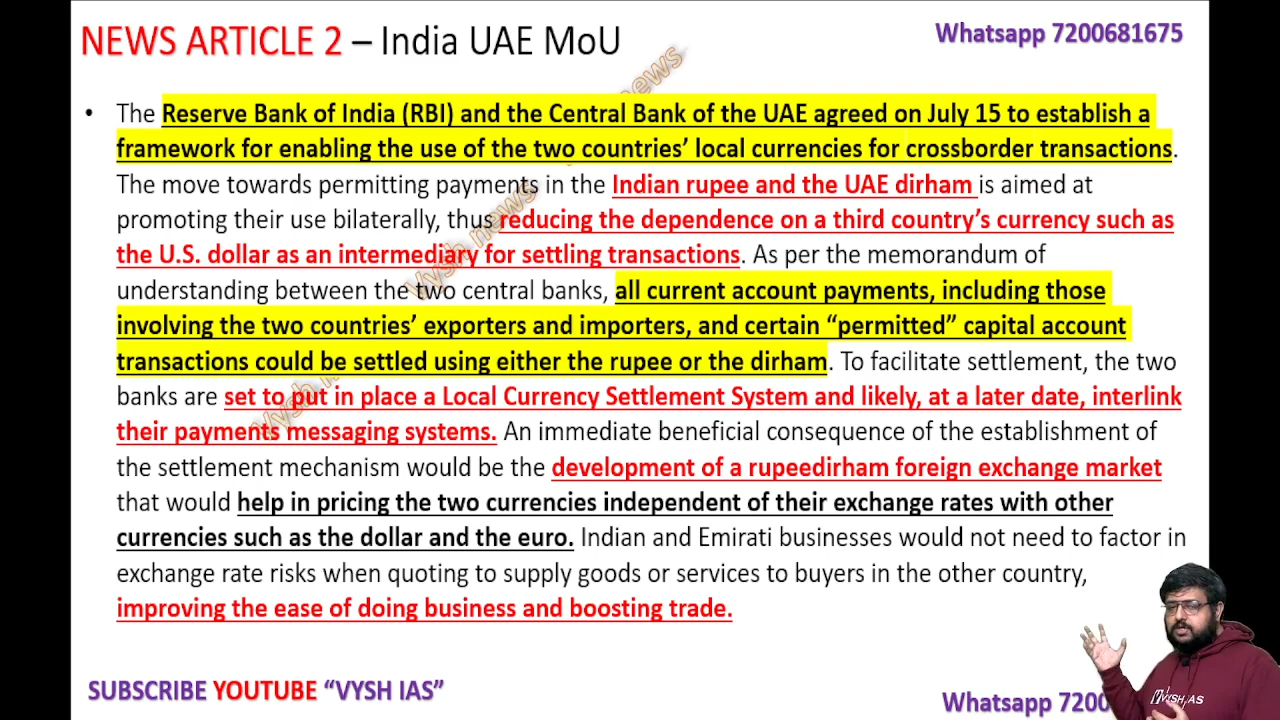 NEWS ARTICLE 2 – India UAE MoU
Whatsapp 7200681675
• The Reserve Bank of India (RBI) and the Central Bank of the UAE agreed on July 15 to establish a
framework for enabling the use of the two countries’ local currencies for crossborder transactions.
The move towards permitting payments in the Indian rupee and the UAE dirham is aimed at
promoting their use bilaterally, thus reducing the dependence on a third country’s currency such as
the U.S. dollar as an intermediary for settling transactions. As per the memorandum of
understanding between the two central banks, all current account payments, including those
involving the two countries’ exporters and importers, and certain “permitted” capital account
transactions could be settled using either the rupee or the dirham. To facilitate settlement, the two
banks are set to put in place a Local Currency Settlement System and likely, at a later date, interlink
their payments messaging systems. An immediate beneficial consequence of the establishment of
the settlement mechanism would be the development of a rupeedirham foreign exchange market
that would help in pricing the two currencies independent of their exchange rates with other
currencies such as the dollar and the euro. Indian and Emirati businesses would not need to factor in
exchange rate risks when quoting to supply goods or services to buyers in the other country,
improving the ease of doing business and boosting trade.
news
Vysh news
Vysh
SUBSCRIBE YOUTUBE “VYSH IAS”
Whatsapp 7200
VYSH IAS